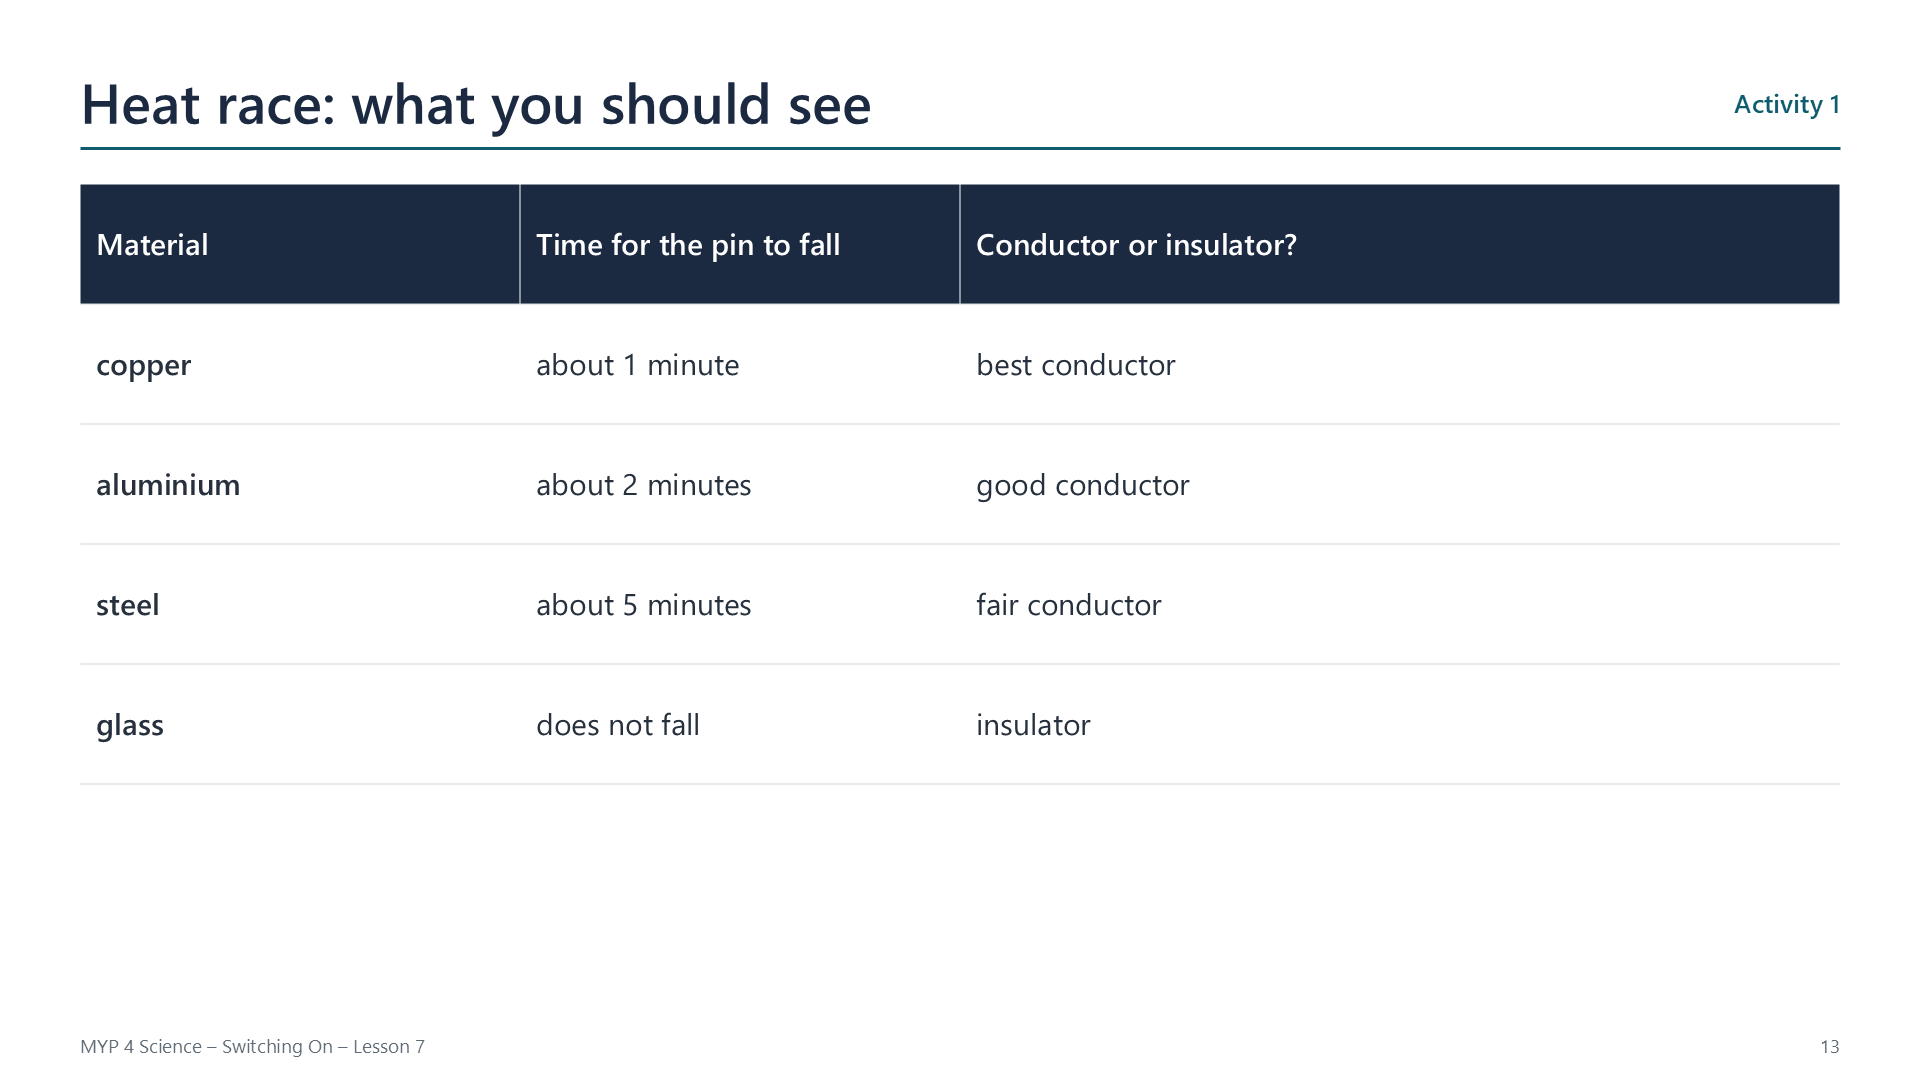 Heat race: what you should see
Activity 1
Material
Time for the pin to fall
Conductor or insulator?
copper
about 1 minute
best conductor
aluminium
about 2 minutes
good conductor
steel
about 5 minutes
fair conductor
glass
does not fall
insulator
MYP 4 Science – Switching On – Lesson 7
13